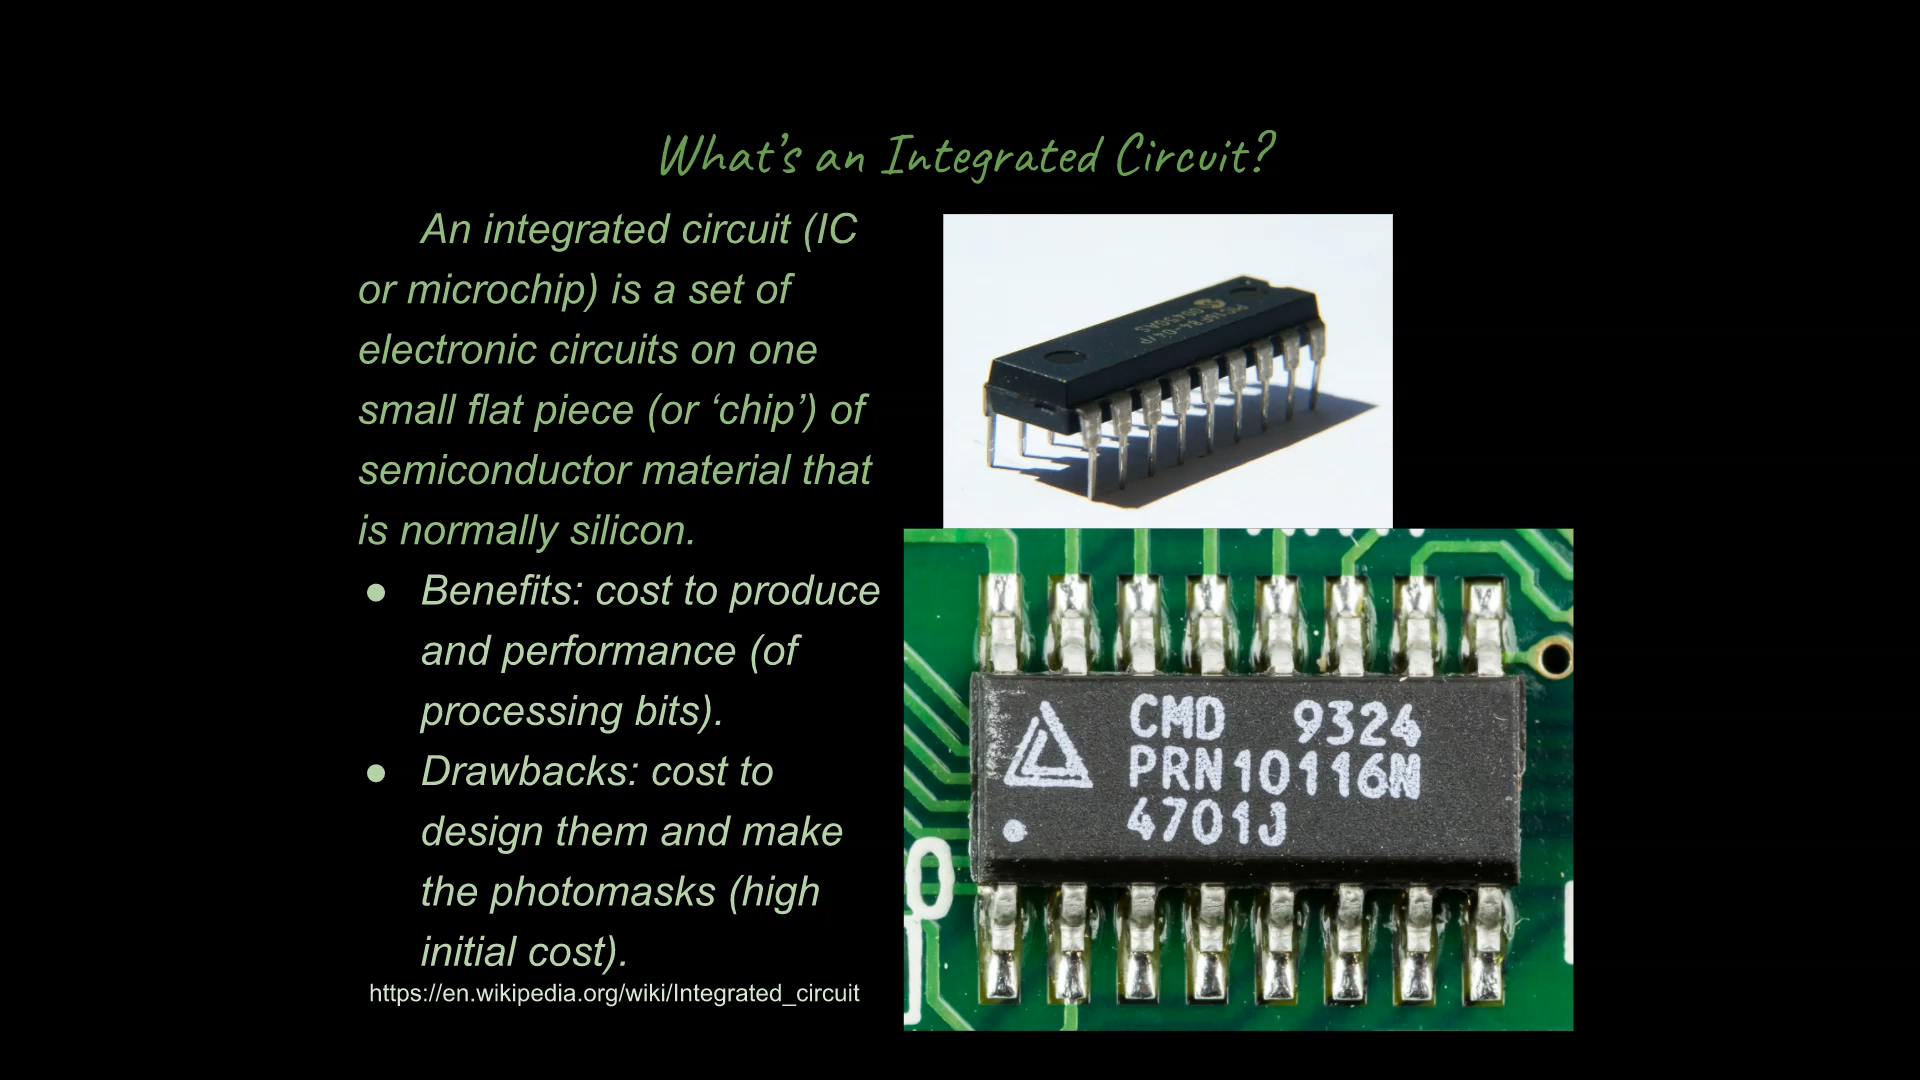 What’s an Integrated Circuit?
An integrated circuit (IC
or microchip) is a set of
electronic circuits on one
small flat piece (or ‘chip’) of
semiconductor material that
is normally silicon.
● Benefits: cost to produce
and performance (of
processing bits).
● Drawbacks: cost to
design them and make
the photomasks (high
initial cost).
https://en.wikipedia.org/wiki/Integrated_circuit
PIC16F84-04/P
CMD 9324
PRN10116N
4701J
0